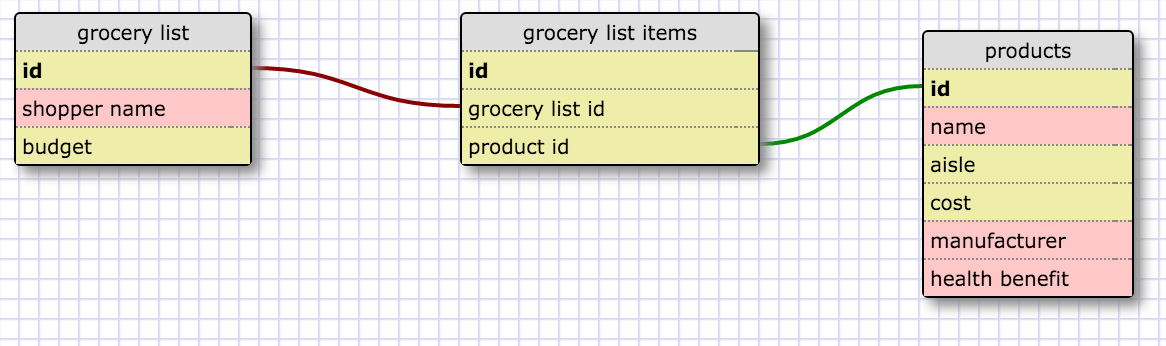 grocery list
id
shopper name
budget
grocery list items
id
grocery list id
product id
products
id
name
aisle
cost
manufacturer
health benefit